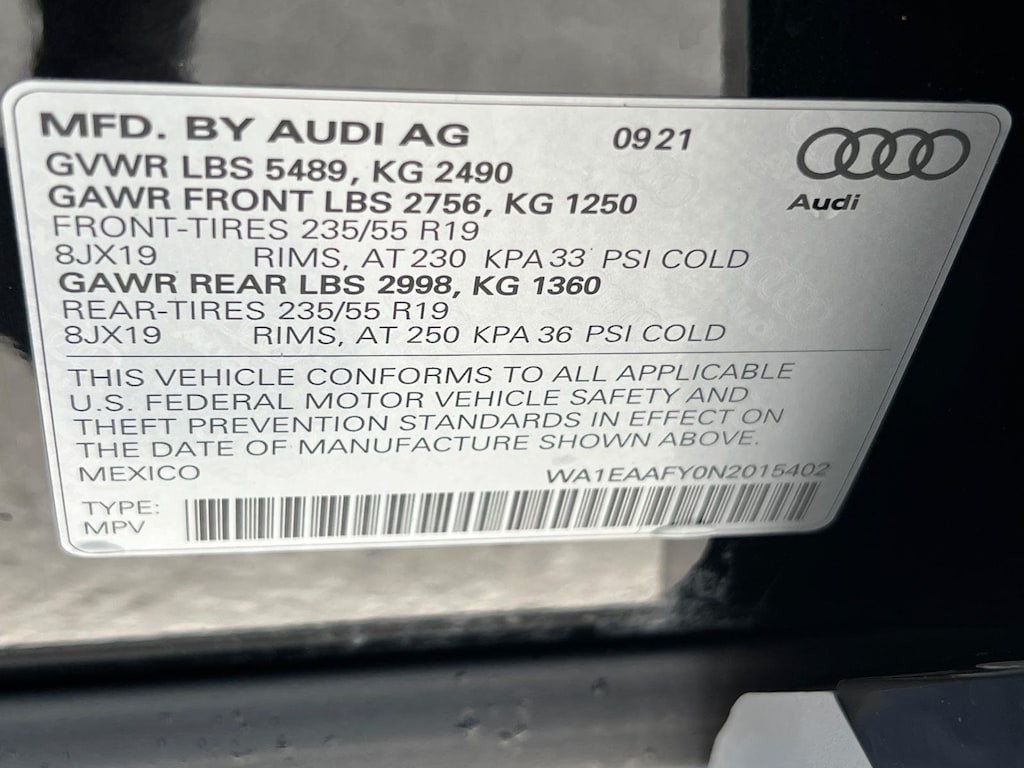 MFD. BY AUDI AG 09 21
GVWR LBS 5489, KG 2490
Audi
GAWR FRONT LBS 2756, KG 1250
FRONT-TIRES 235/55 R19
8JX19 RIMS, AT 230 KPA 33 PSI COLD
GAWR REAR LBS 2998, KG 1360
REAR-TIRES 235/55 R19
8JX19 RIMS, AT 250 KPA 36 PSI COLD
THIS VEHICLE CONFORMS TO ALL APPLICABLE
U.S. FEDERAL MOTOR VEHICLE SAFETY AND
THEFT PREVENTION STANDARDS IN EFFECT ON
THE DATE OF MANUFACTURE SHOWN ABOVE.
MEXICO WA1EAAFY0N2015402
TYPE:
MPV